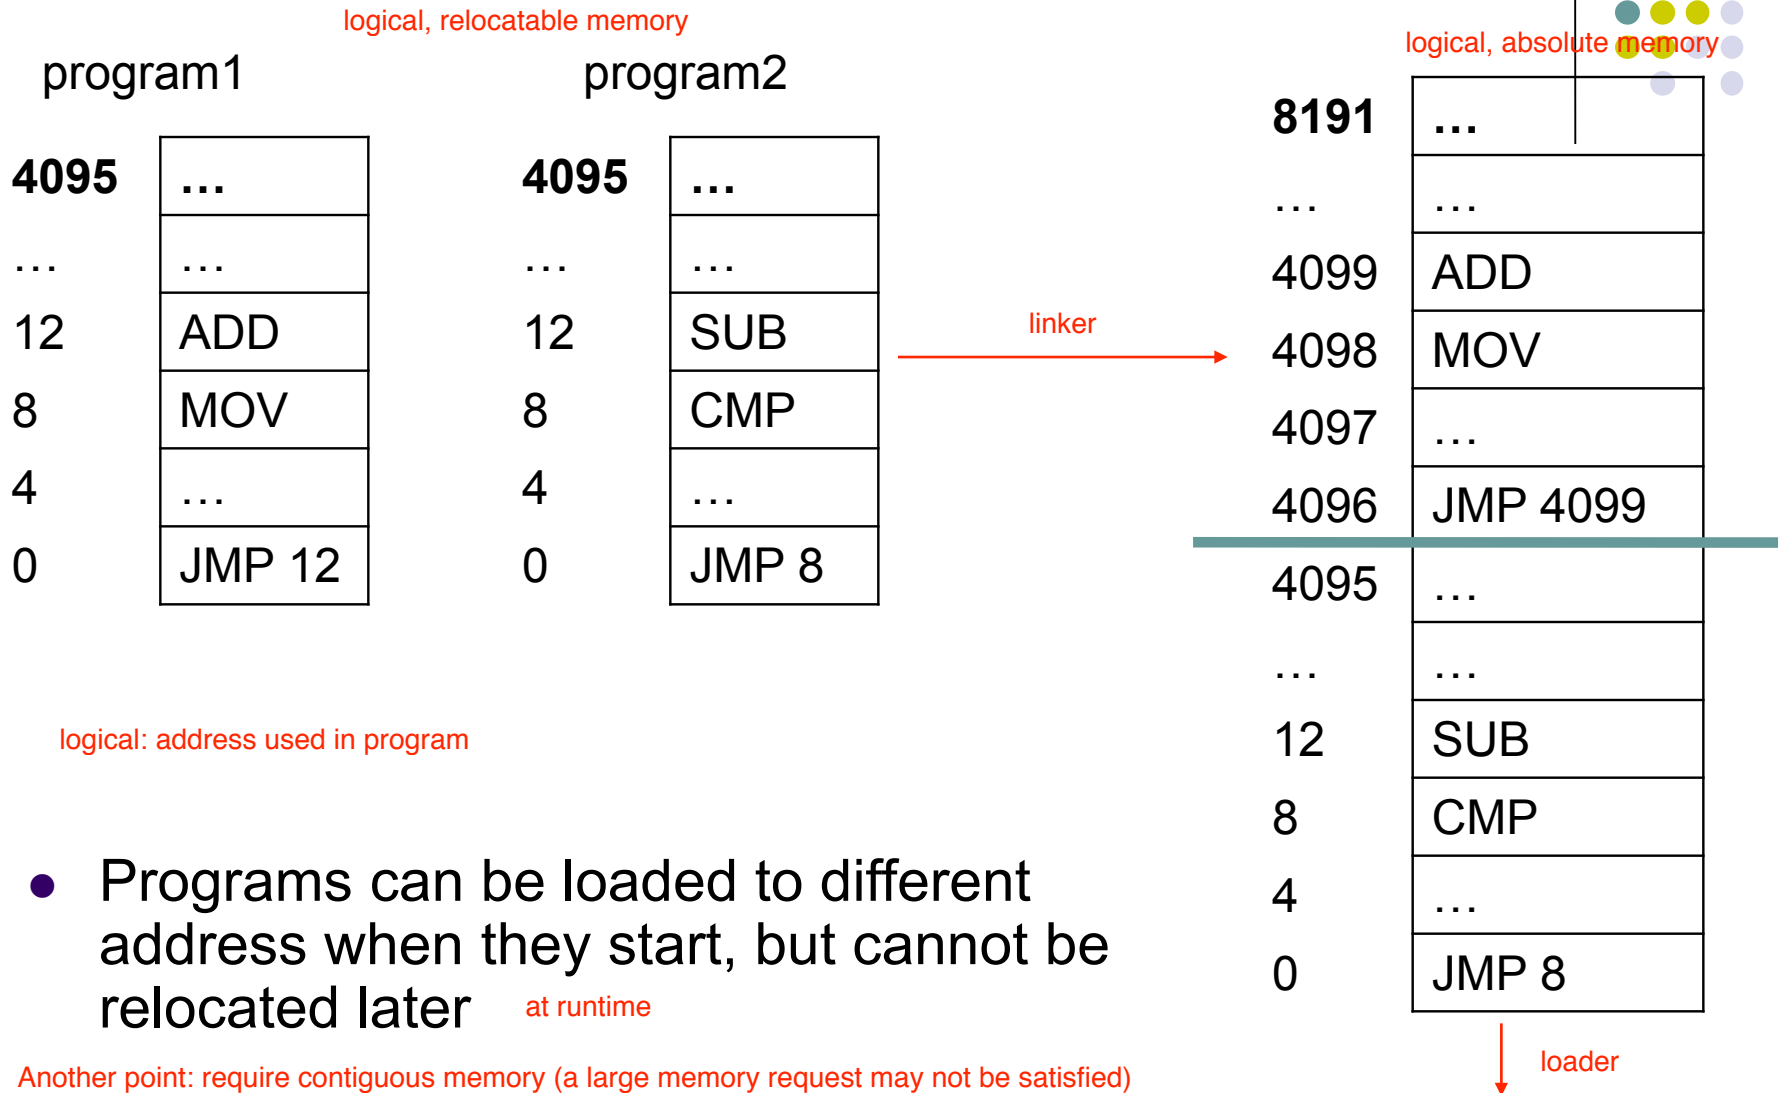 logical, relocatable memory
program1
program2
4095 …
… …
12 ADD
8 MOV
4 …
0 JMP 12
4095 …
… …
12 SUB
8 CMP
4 …
0 JMP 8
linker
logical, absolute memory
8191 …
… …
4099 ADD
4098 MOV
4097 …
4096 JMP 4099
4095 …
… …
12 SUB
8 CMP
4 …
0 JMP 8
loader
logical: address used in program
● Programs can be loaded to different
address when they start, but cannot be
relocated later at runtime
Another point: require contiguous memory (a large memory request may not be satisfied)